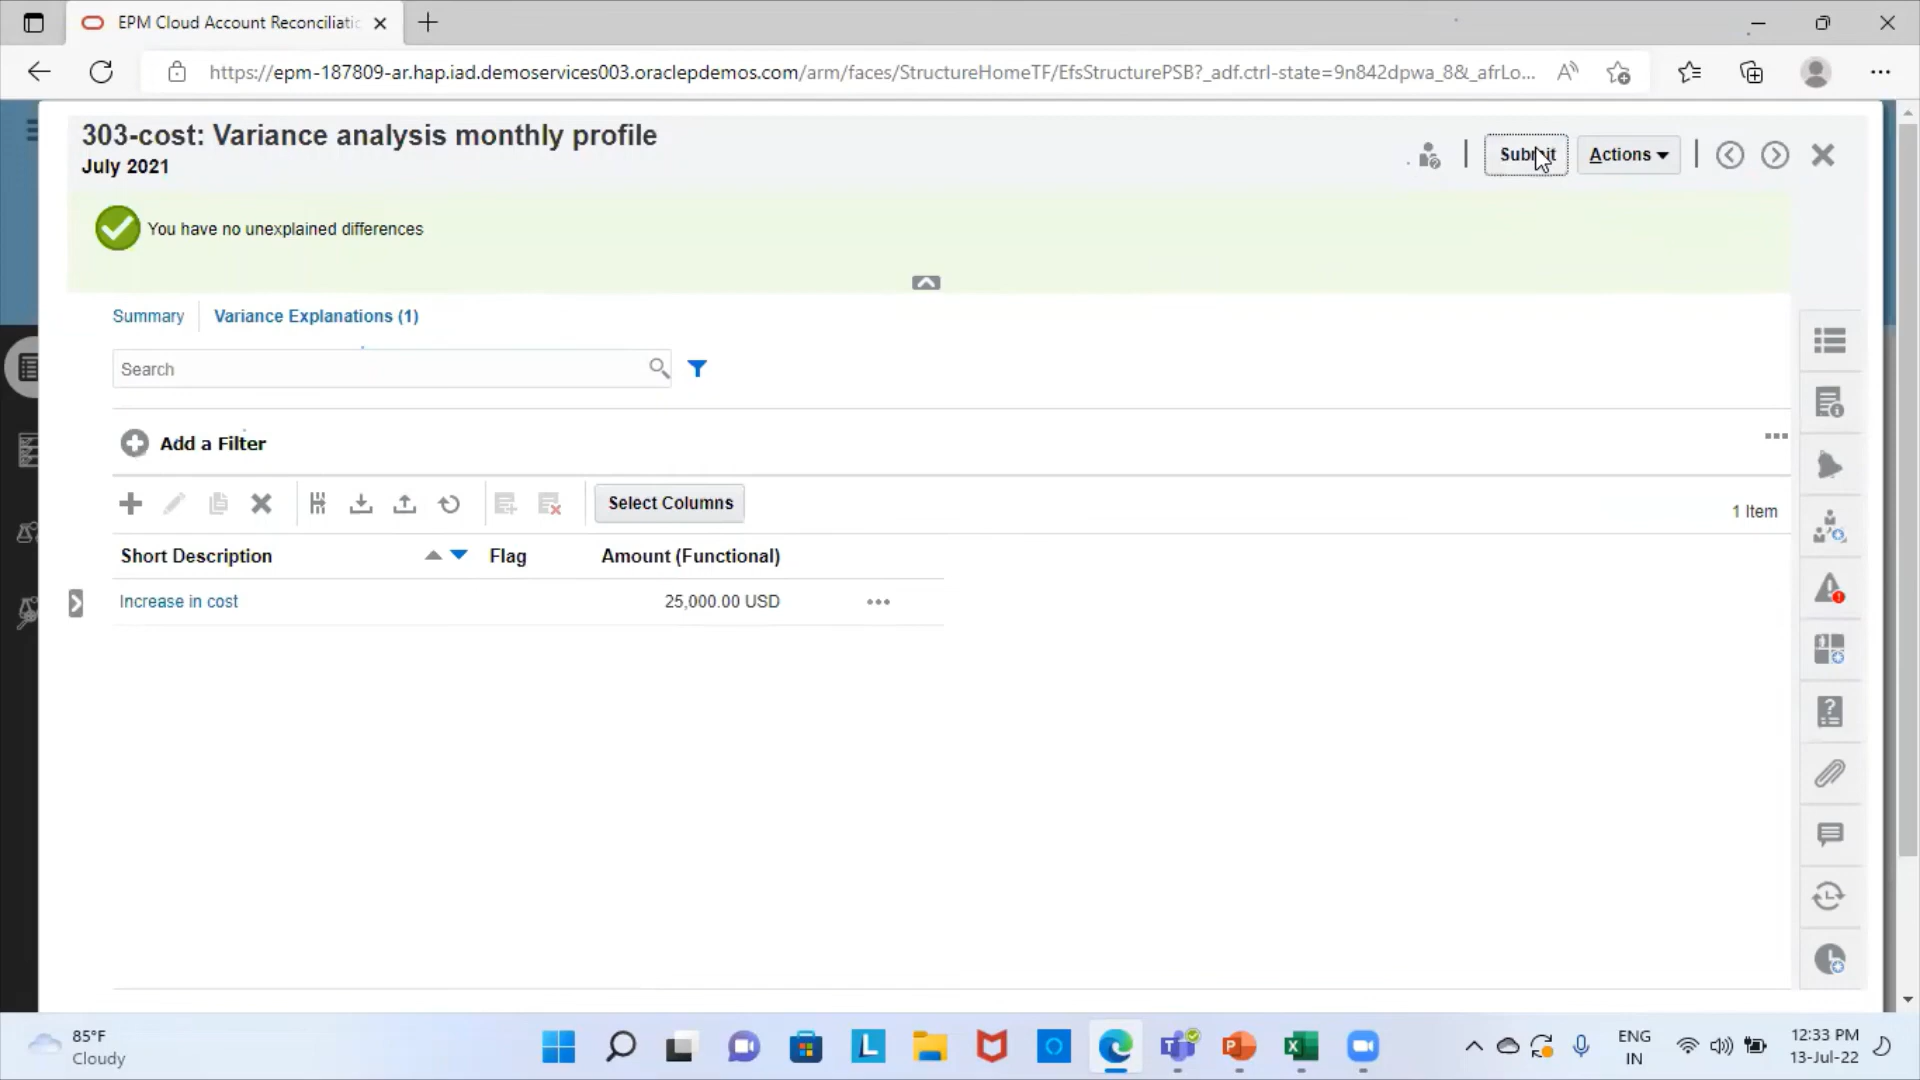 EPM Cloud Account Reconciliatio
https://epm-187809-ar.hap.iad.demoservices003.oraclepdemos.com/arm/faces/StructureHomeTF/EfsStructurePSB?_adf.ctrl-state=9n842dpwa_8&_afrLo...
303-cost: Variance analysis monthly profile
July 2021
Submit
Actions
You have no unexplained differences
Summary
Variance Explanations (1)
Search
Add a Filter
Select Columns
1 Item
Short Description
Flag
Amount (Functional)
Increase in cost
25,000.00 USD
85°F
Cloudy
ENG
IN
12:33 PM
13-Jul-22